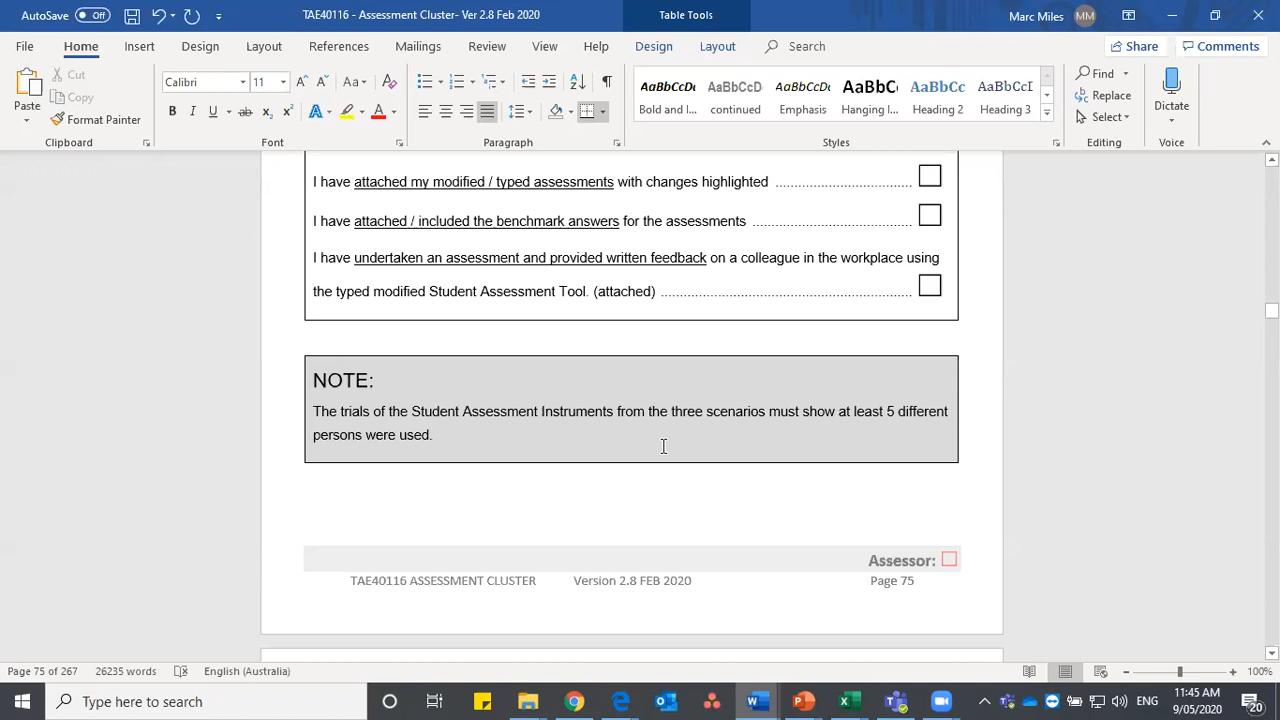 AutoSave Off TAE40116 - Assessment Cluster- Ver 2.8 Feb 2020 Table Tools Marc Miles MM
File Home Insert Design Layout References Mailings Review View Help Design Layout Search Share Comments
Paste Cut Copy Format Painter
Calibri 11
Bold and I... continued Emphasis Hanging I... Heading 2 Heading 3
Find Replace Select
Dictate
Clipboard Font Paragraph Styles Editing Voice
I have attached my modified / typed assessments with changes highlighted
I have attached / included the benchmark answers for the assessments
I have undertaken an assessment and provided written feedback on a colleague in the workplace using
the typed modified Student Assessment Tool. (attached)
NOTE:
The trials of the Student Assessment Instruments from the three scenarios must show at least 5 different
persons were used.
Assessor:
TAE40116 ASSESSMENT CLUSTER Version 2.8 FEB 2020 Page 75
Page 75 of 267 26235 words English (Australia) 100%
Type here to search ENG 11:45 AM
9/05/2020 20